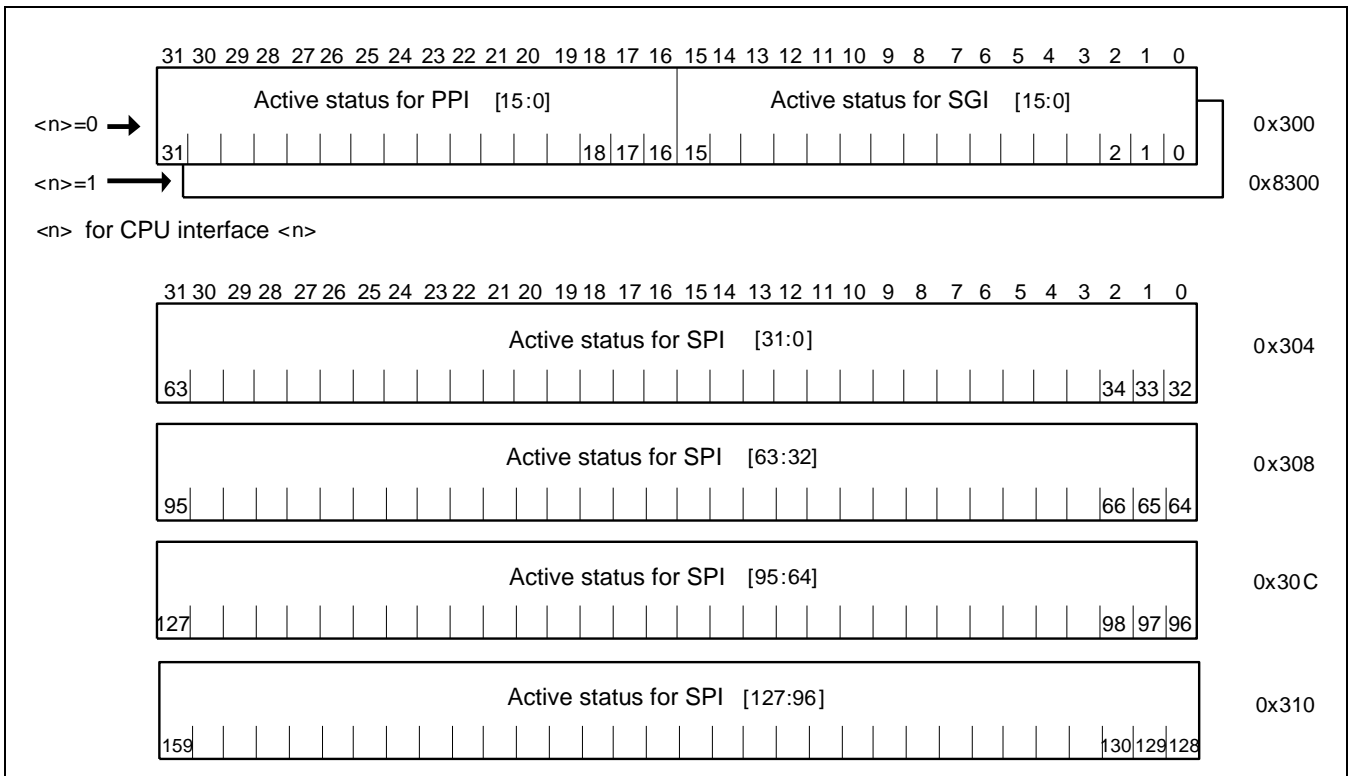 31 30 29 28 27 26 25 24 23 22 21 20 19 18 17 16 15 14 13 12 11 10 9 8 7 6 5 4 3 2 1 0
Active status for PPI [15:0] Active status for SGI [15:0]
<n>=0 0x300
31 18 17 16 15 2 1 0
<n>=1 0x8300
<n> for CPU interface <n>
31 30 29 28 27 26 25 24 23 22 21 20 19 18 17 16 15 14 13 12 11 10 9 8 7 6 5 4 3 2 1 0
Active status for SPI [31:0] 0x304
63 34 33 32
Active status for SPI [63:32] 0x308
95 66 65 64
Active status for SPI [95:64] 0x30C
127 98 97 96
Active status for SPI [127:96] 0x310
159 130 129 128